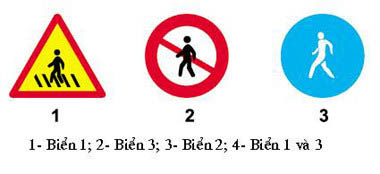 1 2 3
1- Biển 1; 2- Biển 3; 3- Biển 2; 4- Biển 1 và 3